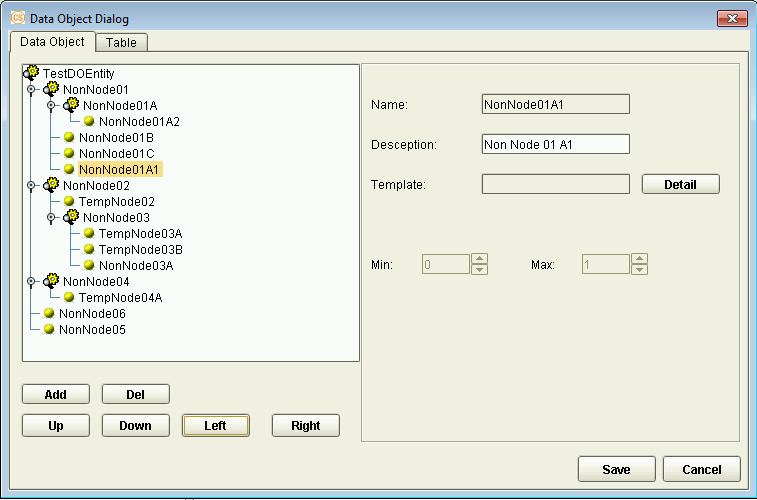 Data Object Dialog
Data Object Table
TestDOEntity
NonNode01
NonNode01A
NonNode01A2
NonNode01B
NonNode01C
NonNode01A1
NonNode02
TempNode02
NonNode03
TempNode03A
TempNode03B
NonNode03A
NonNode04
TempNode04A
NonNode06
NonNode05
Name: NonNode01A1
Desception: Non Node 01 A1
Template: Detail
Min: 0 Max: 1
Add Del
Up Down Left Right
Save Cancel